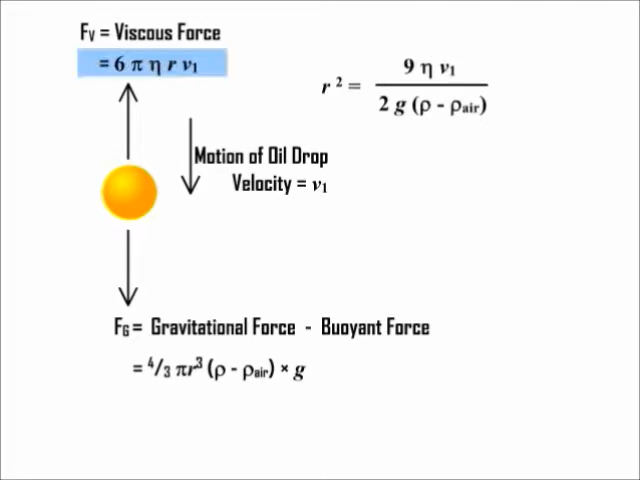 Fᵥ = Viscous Force
= 6 π η r v₁
r ² = 9 η v₁ / 2 g (ρ - ρair)
Motion of Oil Drop
Velocity = v₁
FG = Gravitational Force - Buoyant Force
= ⁴/₃ πr³ (ρ - ρair) × g